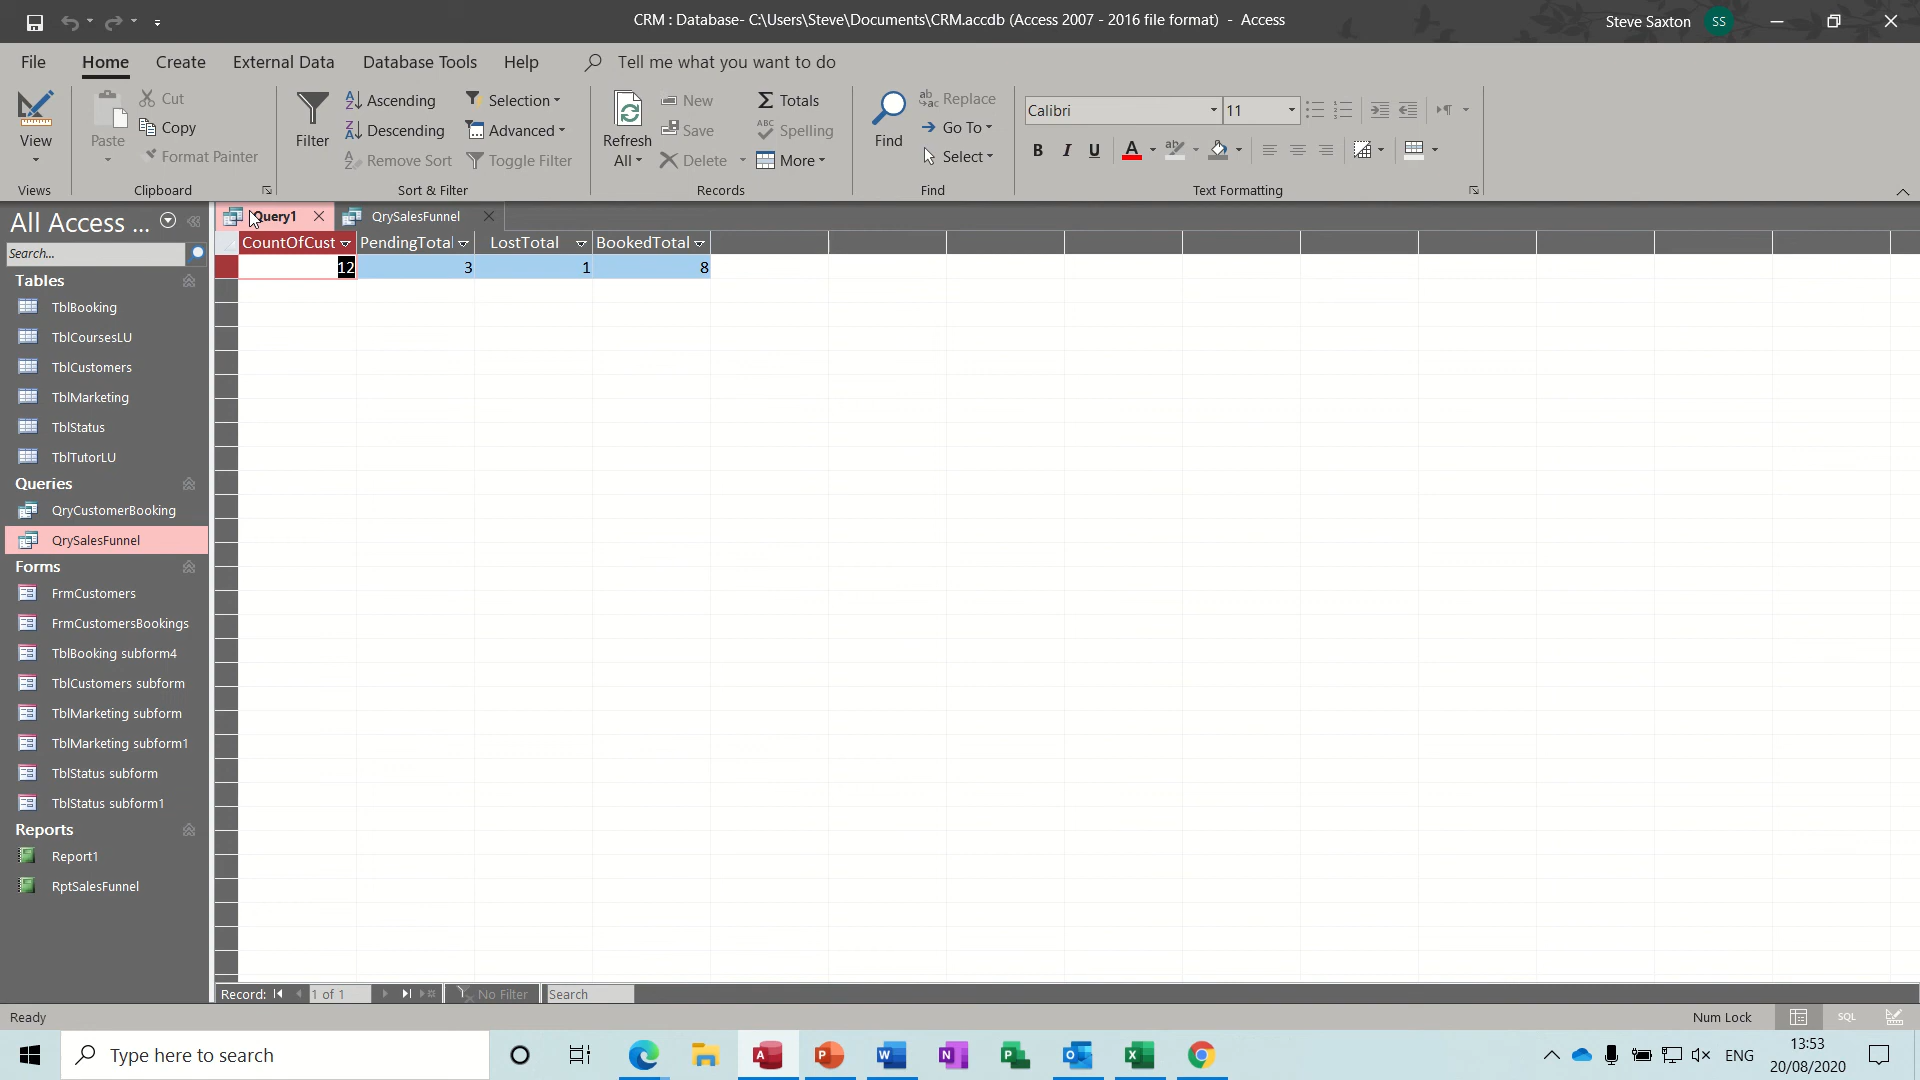 CRM : Database- C:\Users\Steve\Documents\CRM.accdb (Access 2007 - 2016 file format) - Access
Steve Saxton
SS
File Home Create External Data Database Tools Help Tell me what you want to do
View
Views
Paste
Cut
Copy
Format Painter
Clipboard
Filter
Ascending
Descending
Remove Sort
Selection
Advanced
Toggle Filter
Sort & Filter
Refresh
All
New
Save
Delete
Totals
Spelling
More
Records
Find
Replace
Go To
Select
Find
Calibri
11
B I U
Text Formatting
All Access ...
Search...
Tables
TblBooking
TblCoursesLU
TblCustomers
TblMarketing
TblStatus
TblTutorLU
Queries
QryCustomerBooking
QrySalesFunnel
Forms
FrmCustomers
FrmCustomersBookings
TblBooking subform4
TblCustomers subform
TblMarketing subform
TblMarketing subform1
TblStatus subform
TblStatus subform1
Reports
Report1
RptSalesFunnel
Query1
QrySalesFunnel
CountOfCust PendingTotal LostTotal BookedTotal
12 3 1 8
Record: 1 of 1 No Filter Search
Ready
Num Lock
SQL
Type here to search
ENG
13:53
20/08/2020